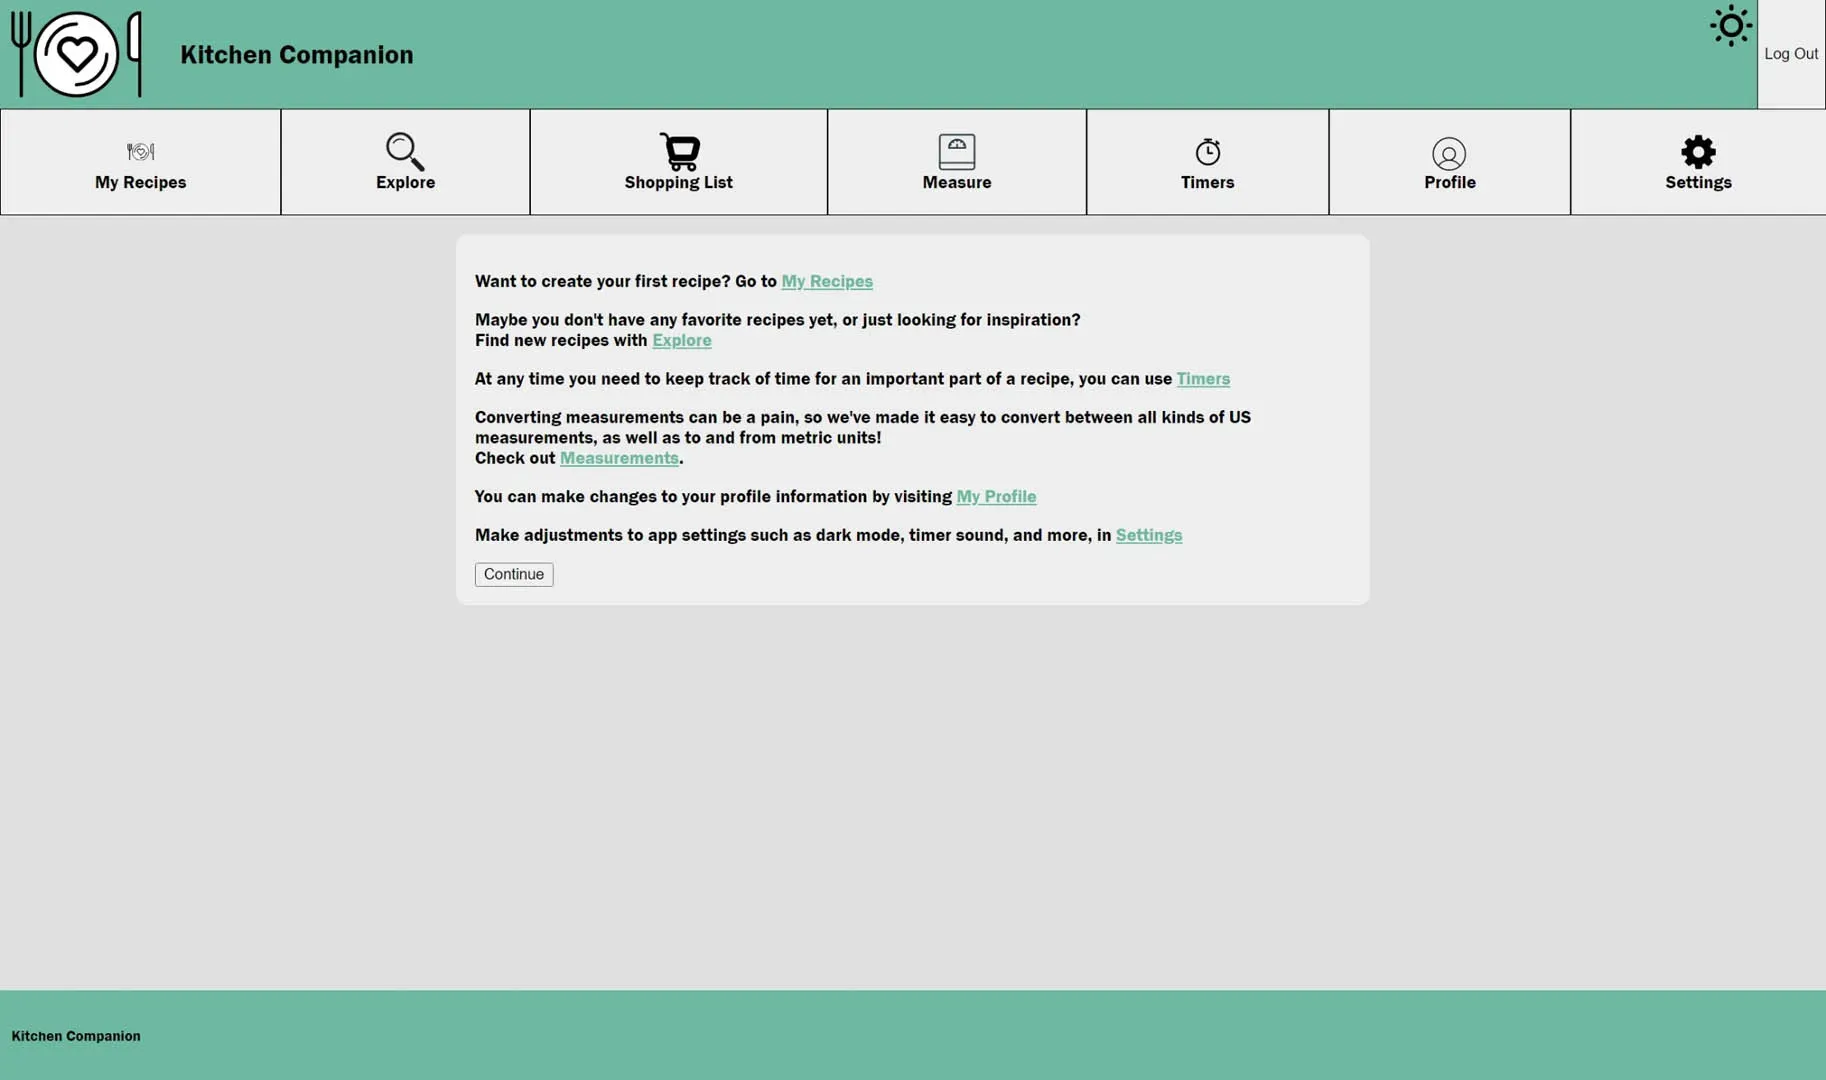 Kitchen Companion
Log Out
My Recipes
Explore
Shopping List
Measure
Timers
Profile
Settings
Want to create your first recipe? Go to My Recipes
Maybe you don't have any favorite recipes yet, or just looking for inspiration?
Find new recipes with Explore
At any time you need to keep track of time for an important part of a recipe, you can use Timers
Converting measurements can be a pain, so we've made it easy to convert between all kinds of US
measurements, as well as to and from metric units!
Check out Measurements.
You can make changes to your profile information by visiting My Profile
Make adjustments to app settings such as dark mode, timer sound, and more, in Settings
Continue
Kitchen Companion